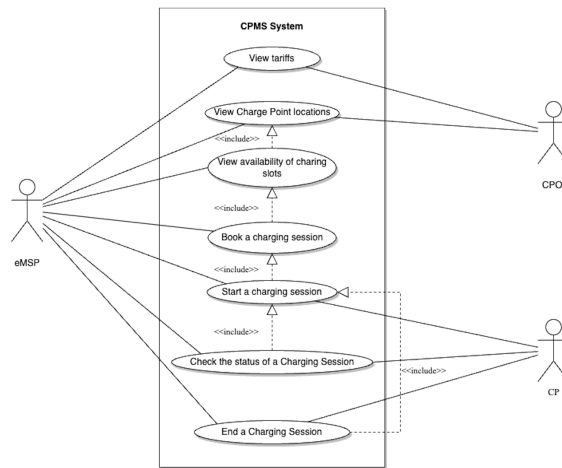 CPMS System
View tariffs
View Charge Point locations
<<include>>
View availability of charing
slots
CPO
<<include>>
eMSP
Book a charging session
<<include>>
Start a charging session
<<include>>
Check the status of a Charging Session
<<include>>
CP
End a Charging Session